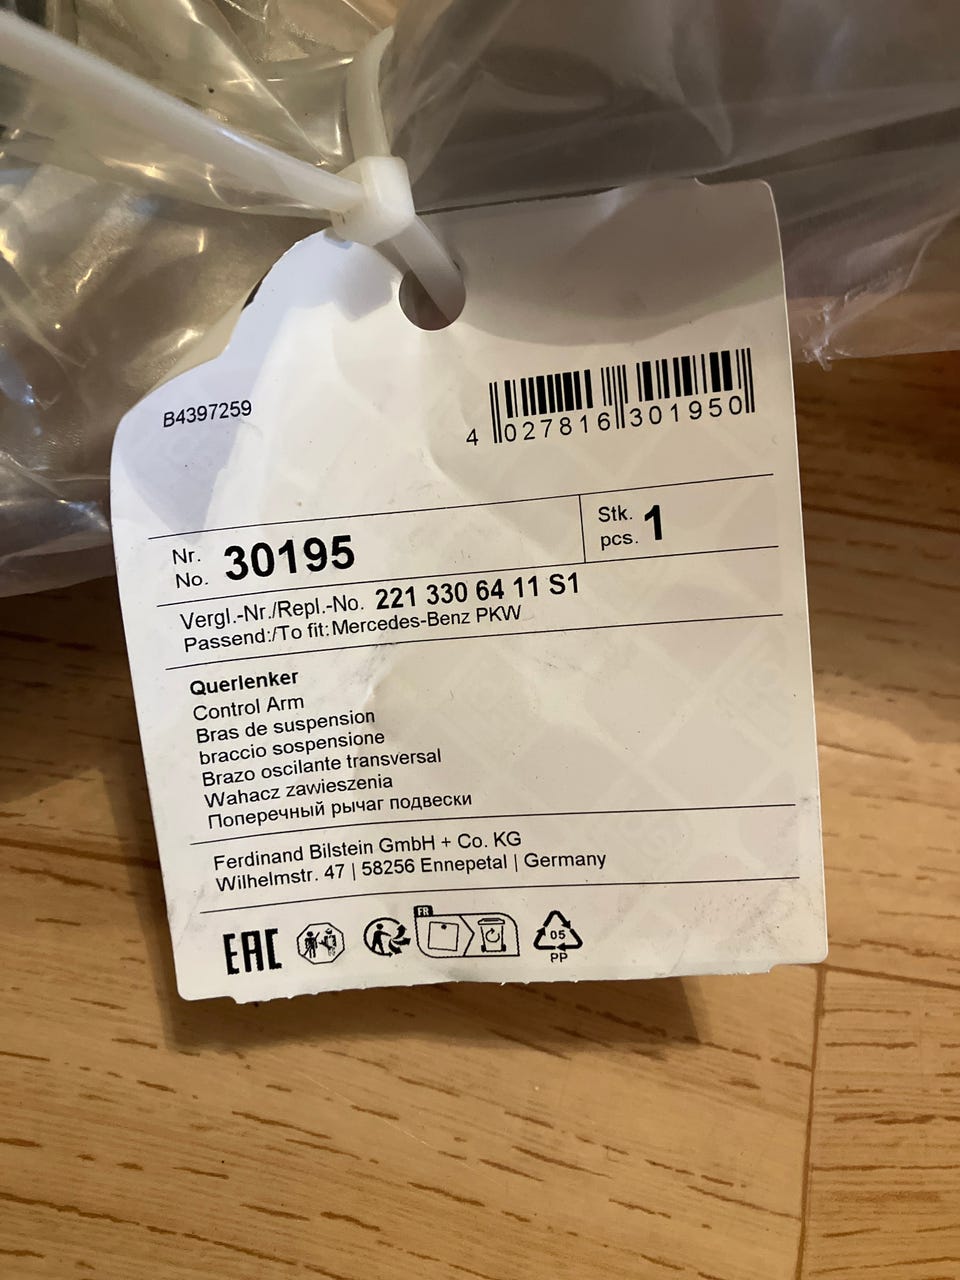 B4397259
4 027816 301950
Nr.
No. 30195
Stk.
pcs. 1
Vergl.-Nr./Repl.-No. 221 330 64 11 S1
Passend:/To fit: Mercedes-Benz PKW
Querlenker
Control Arm
Bras de suspension
braccio sospensione
Brazo oscilante transversal
Wahacz zawieszenia
Поперечный рычаг подвески
Ferdinand Bilstein GmbH + Co. KG
Wilhelmstr. 47 | 58256 Ennepetal | Germany
EAC
FR
05
PP